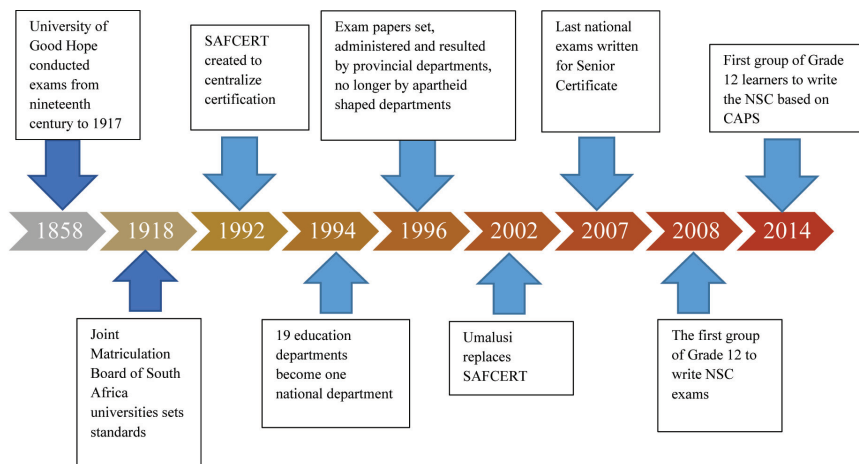 University of
Good Hope
conducted
exams from
nineteenth
century to 1917
SAFCERT
created to
centralize
certification
Exam papers set,
administered and resulted
by provincial departments,
no longer by apartheid
shaped departments
Last national
exams written
for Senior
Certificate
First group of Grade
12 learners to write
the NSC based on
CAPS
1858
1918
1992
1994
1996
2002
2007
2008
2014
Joint
Matriculation
Board of South
Africa
universities sets
standards
19 education
departments
become one
national department
Umalusi
replaces
SAFCERT
The first group
of Grade 12 to
write NSC
exams